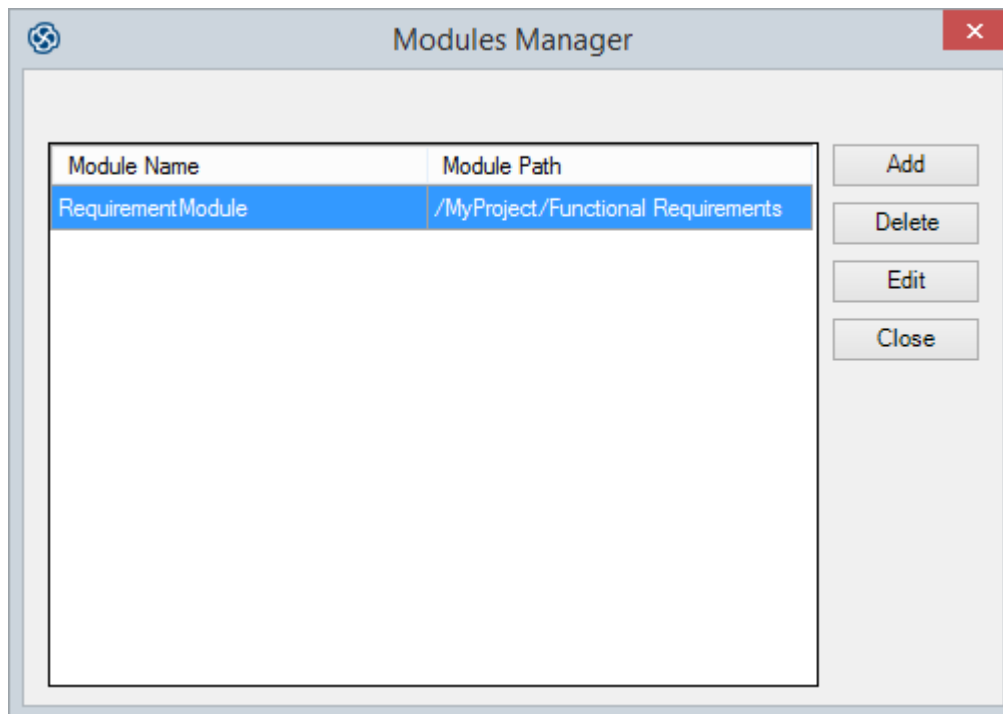 Modules Manager
Module Name Module Path Add
RequirementModule /MyProject/Functional Requirements
Delete
Edit
Close